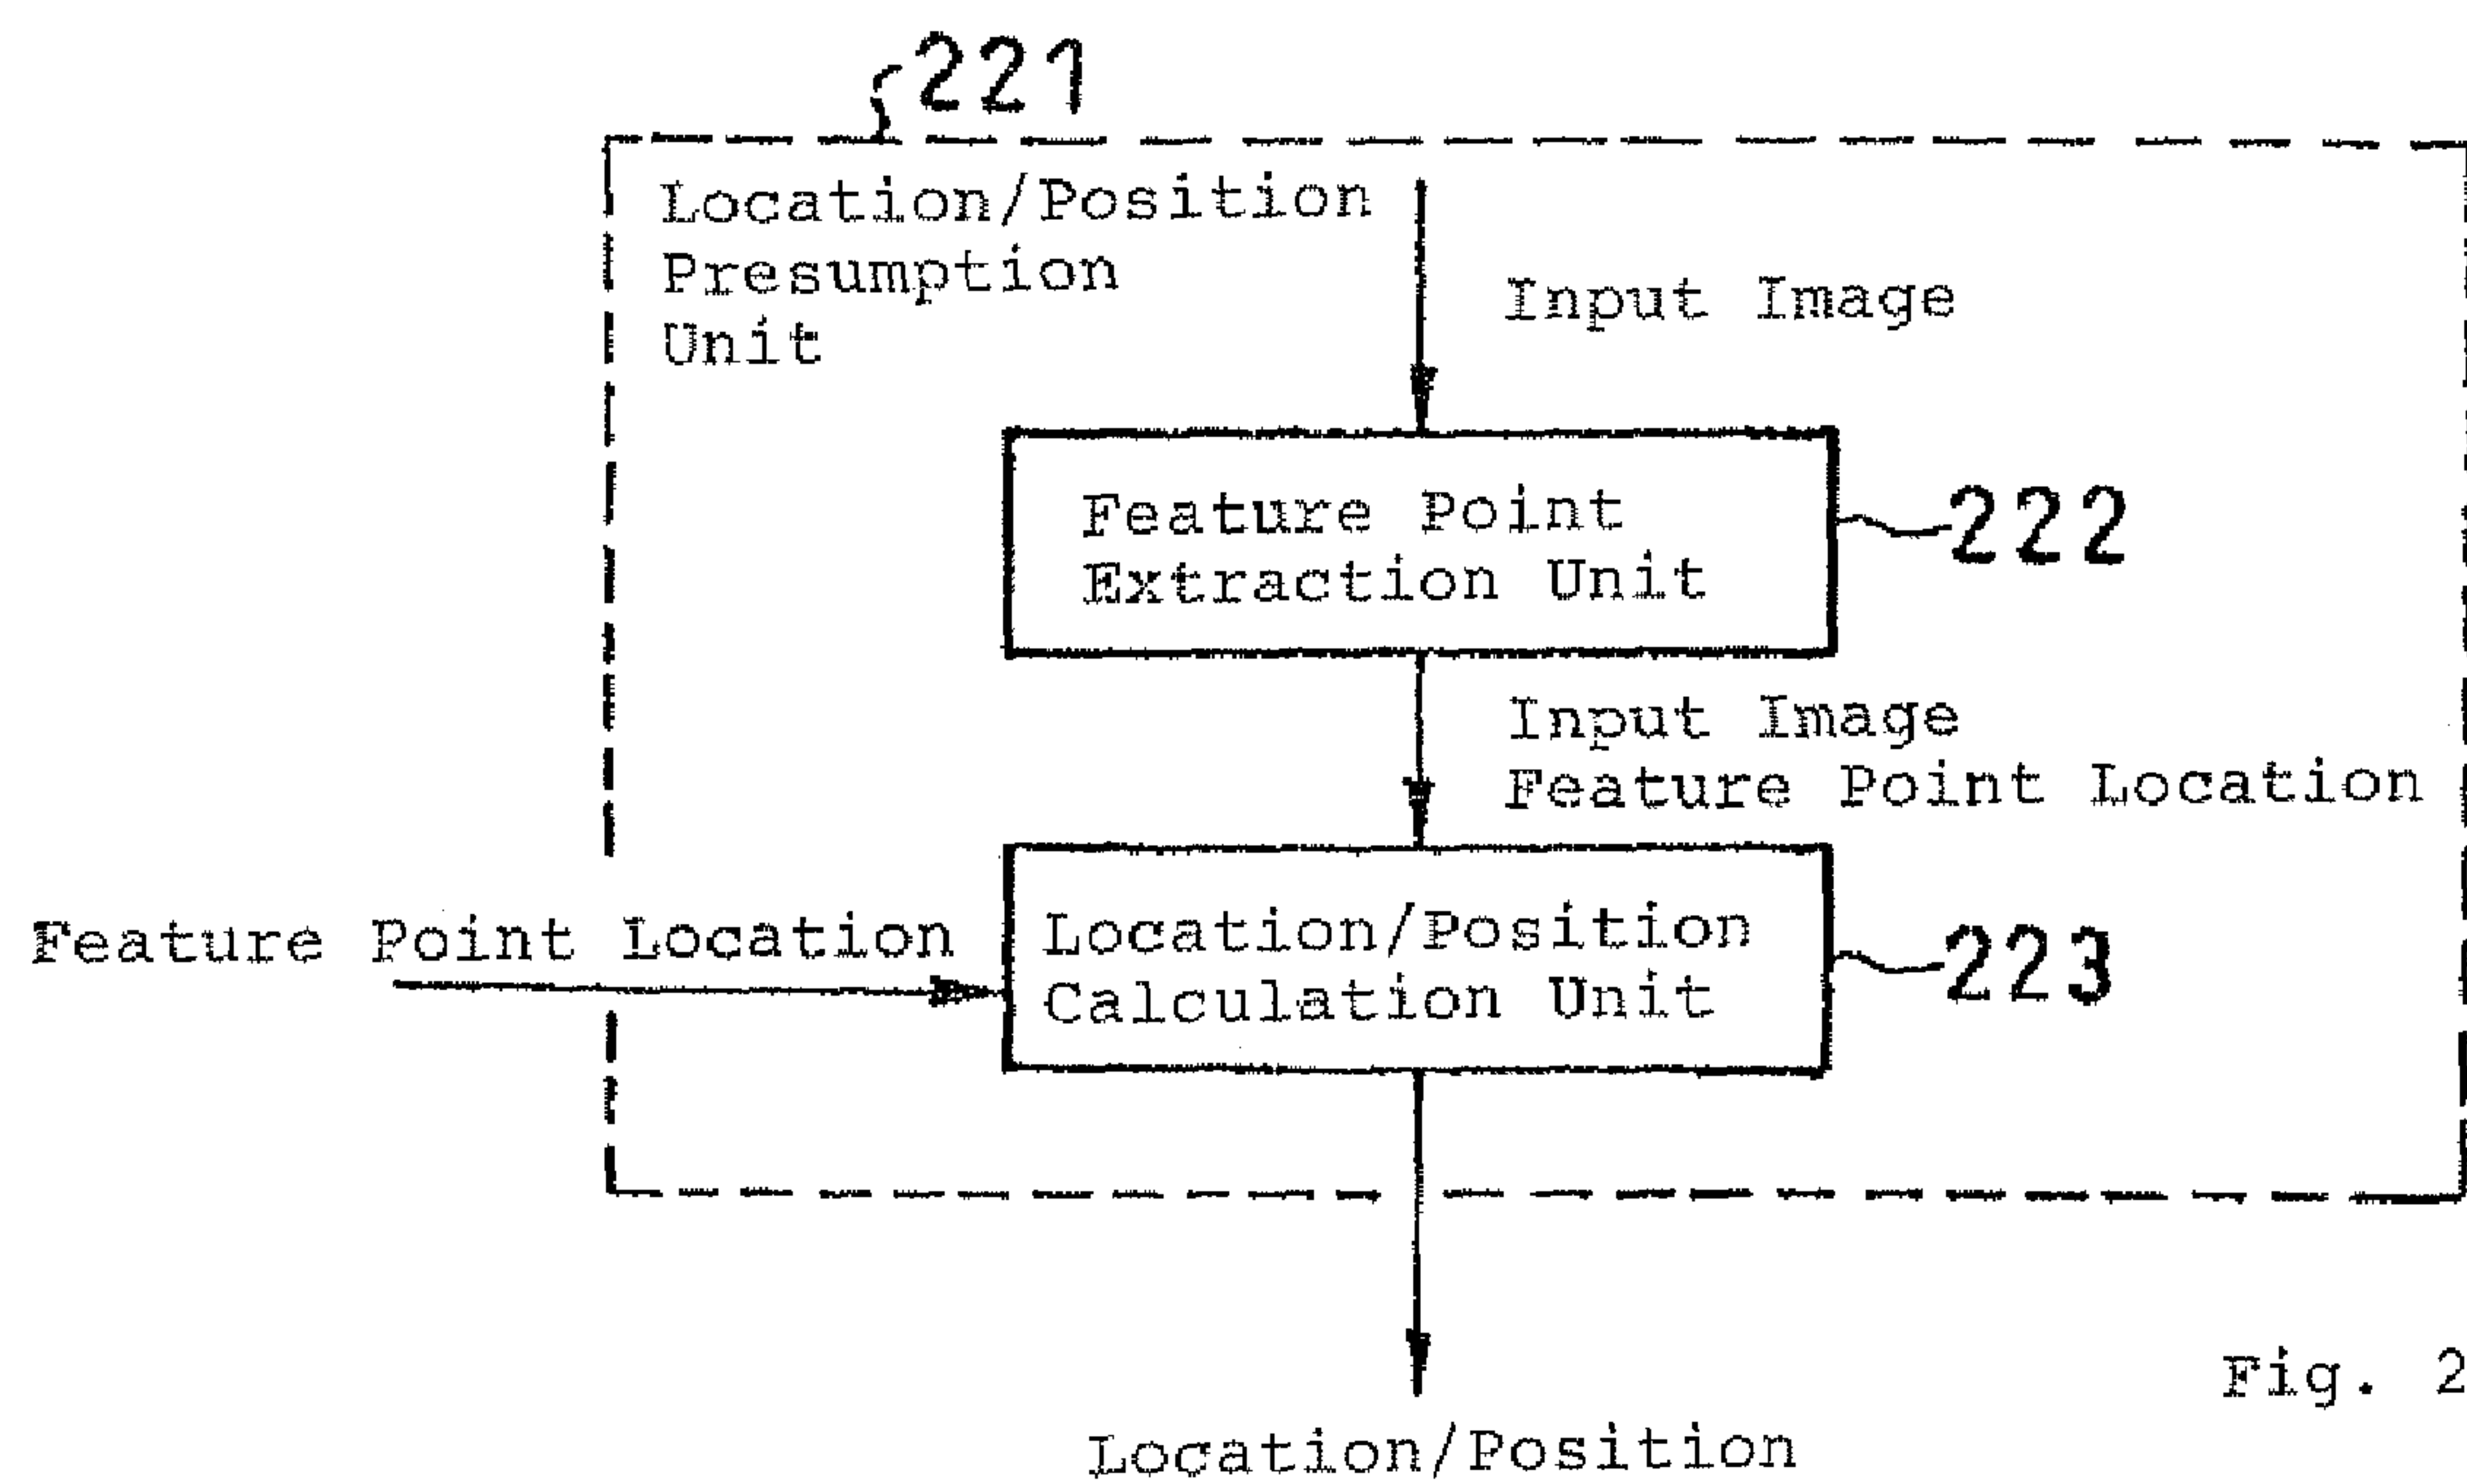 221
Location/Position
Presumption
Unit
Input Image
Feature Point
Extraction Unit
222
Input Image
Feature Point Location
Feature Point Location
Location/Position
Calculation Unit
223
Fig. 2
Location/Position